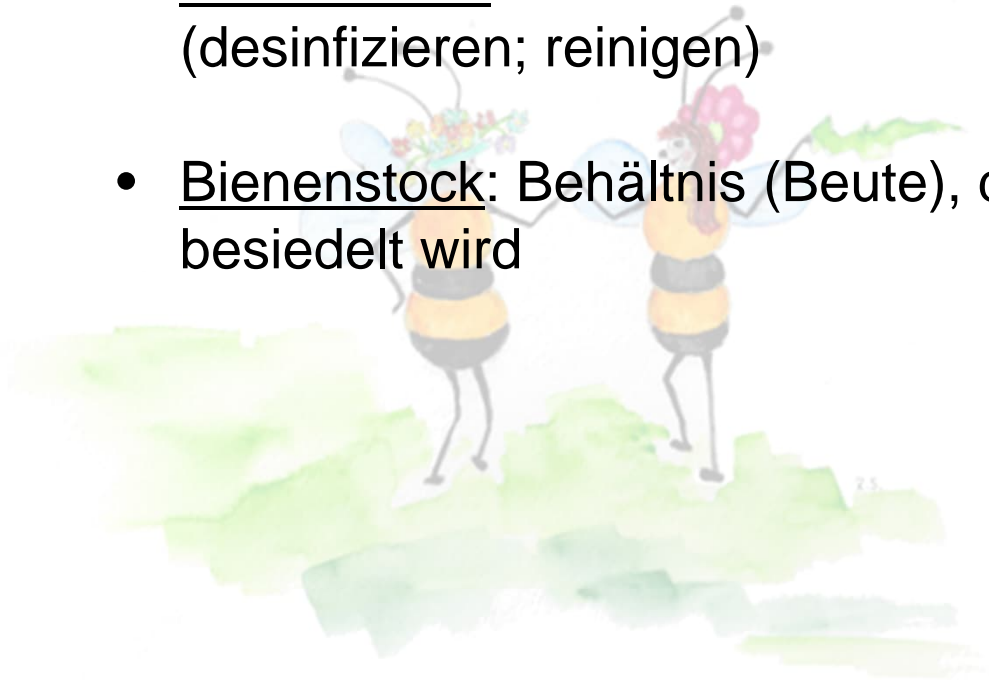 (desinfizieren; reinigen)
• Bienenstock: Behältnis (Beute),
besiedelt wird
Z.S.